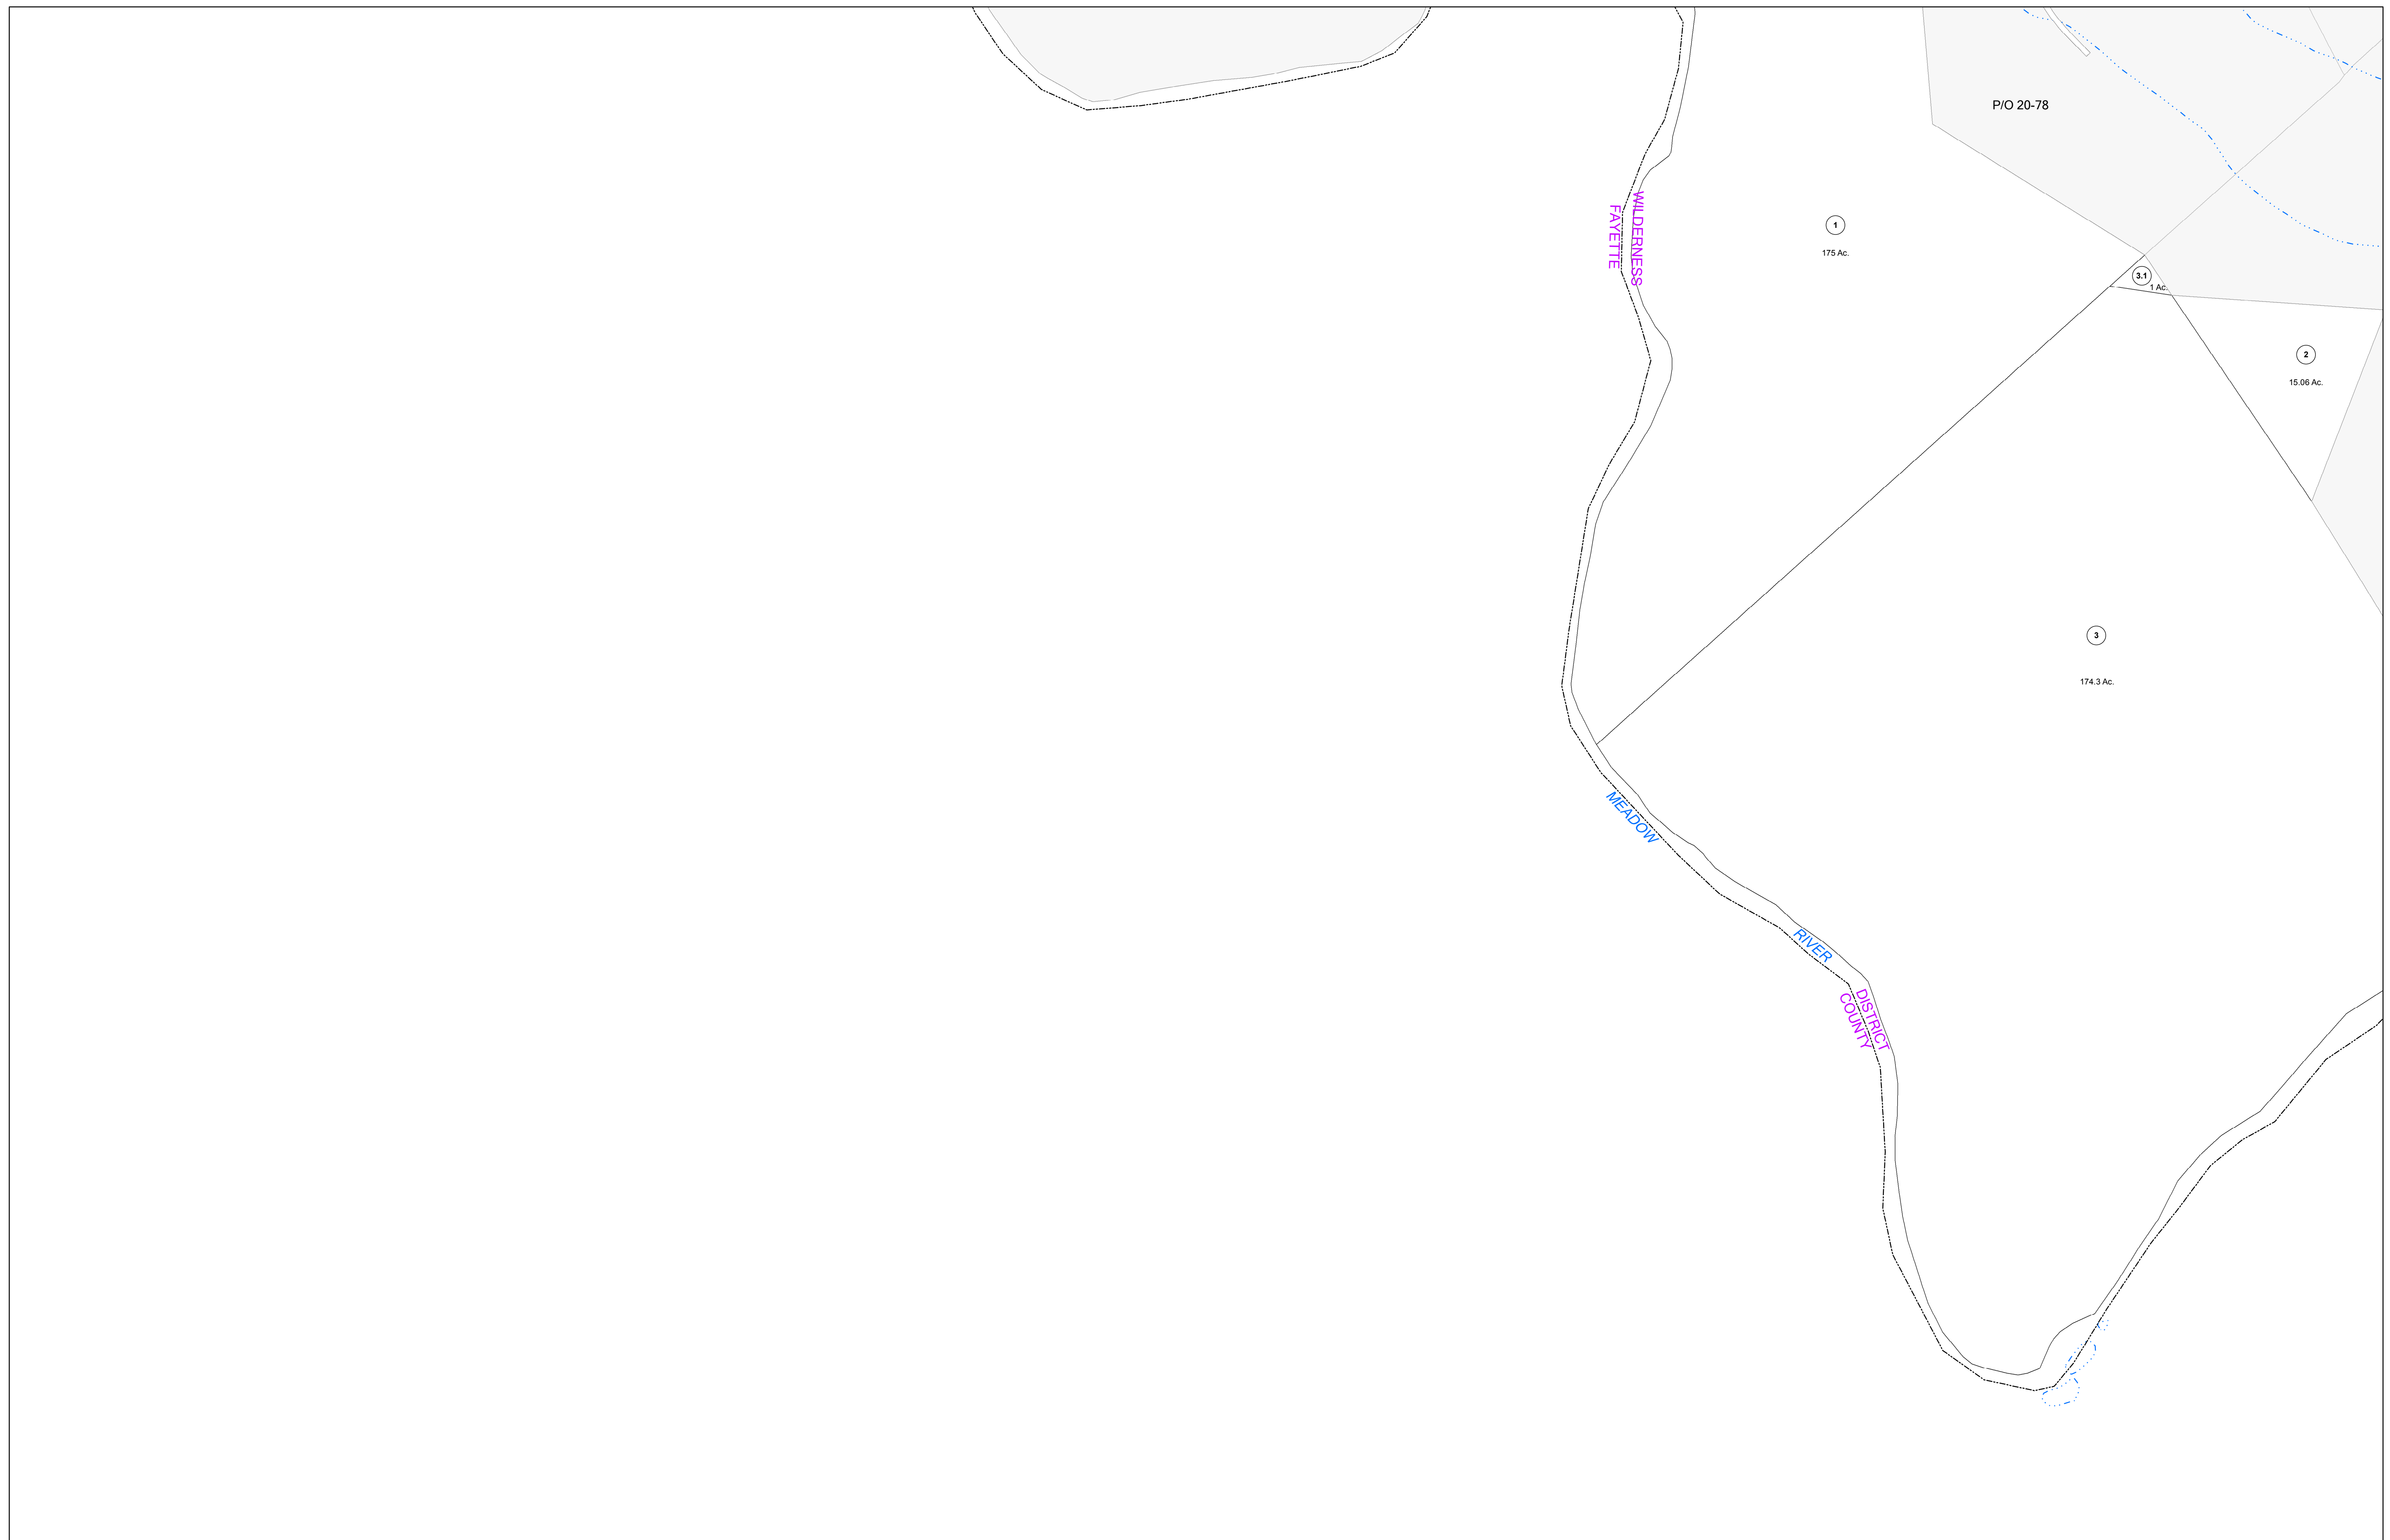 P/O 20-78
WILDERNESS
FAYETTE
1
175 Ac.
3.1
1 Ac.
2
15.06 Ac.
3
174.3 Ac.
MEADOW
RIVER
DISTRICT
COUNTY